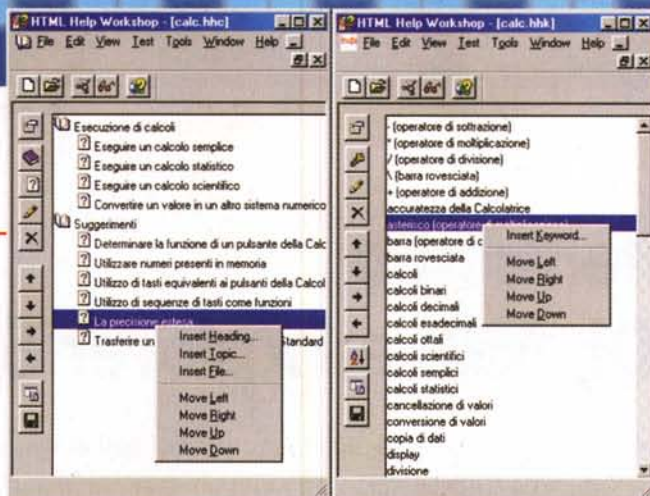 HTML Help Workshop - [calc.hhc]
File Edit View Test Tools Window Help
Esecuzione di calcoli
Eseguire un calcolo semplice
Eseguire un calcolo statistico
Eseguire un calcolo scientifico
Convertire un valore in un altro sistema numerico
Suggerimenti
Determinare la funzione di un pulsante della Calc
Utilizzare numeri presenti in memoria
Utilizzo di tasti equivalenti ai pulsanti della Calcol
Utilizzo di sequenze di tasti come funzioni
La precisione estesa
Trasferire un Standard
Insert Heading...
Insert Topic...
Insert File...
Move Left
Move Right
Move Up
Move Down
HTML Help Workshop - [calc.hhk]
File Edit View Test Tools Window Help
- (operatore di sottrazione)
* (operatore di moltiplicazione)
/ (operatore di divisione)
\ (barra rovesciata)
+ (operatore di addizione)
accuratezza della Calcolatrice
asterisco (operatore
barra (operatore di
barra rovesciata
calcoli
calcoli binari
calcoli decimali
calcoli esadecimali
calcoli ottali
calcoli scientifici
calcoli semplici
calcoli statistici
cancellazione di valori
conversione di valori
copia di dati
display
divisione
Insert Keyword...
Move Left
Move Right
Move Up
Move Down